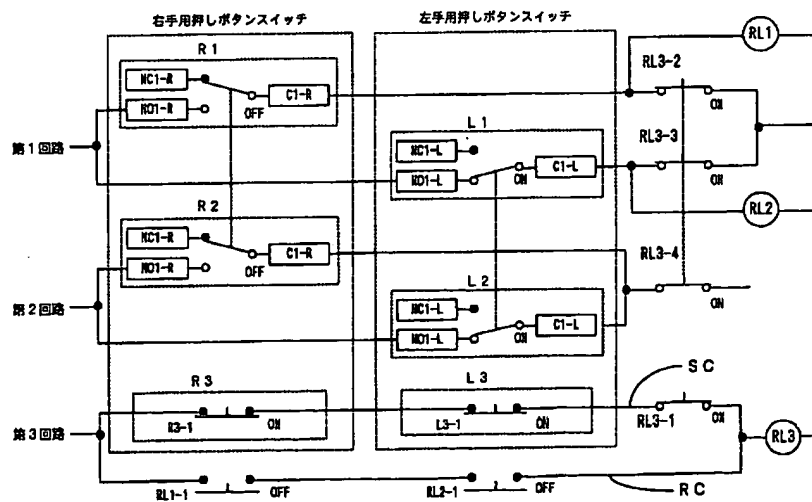 右手用押しボタンスイッチ
左手用押しボタンスイッチ
RL1
R1
RL3-2
NC1-R
C1-R
NO1-R
OFF
ON
L1
RL3-3
第1回路
NC1-L
C1-L
NO1-L
ON
ON
R2
RL2
NC1-R
C1-R
NO1-R
OFF
RL3-4
L2
第2回路
NC1-L
C1-L
NO1-L
ON
ON
R3
L3
SC
R3-1
ON
L3-1
ON
RL3-1
ON
第3回路
RL3
RL1-1
OFF
RL2-1
OFF
RC